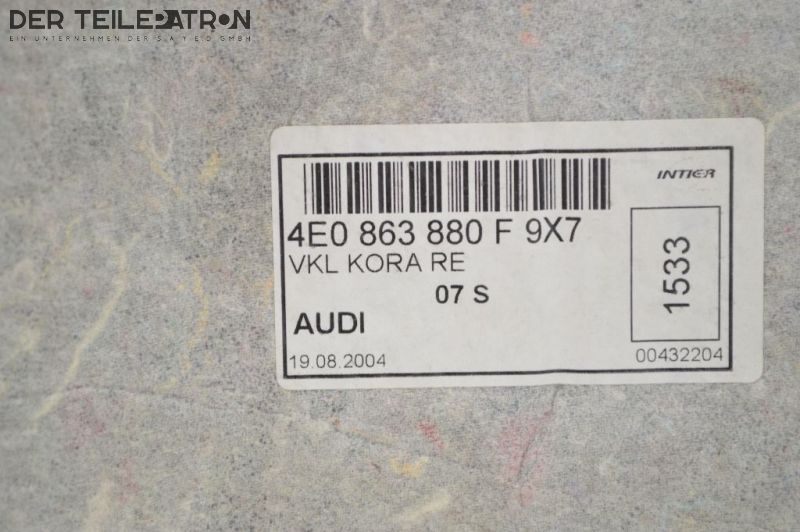 DER TEILEPATRON
EIN UNTERNEHMEN DER S A Y E D GMBH
INTIER
4E0 863 880 F 9X7
VKL KORA RE
07 S
1533
AUDI
19.08.2004
00432204